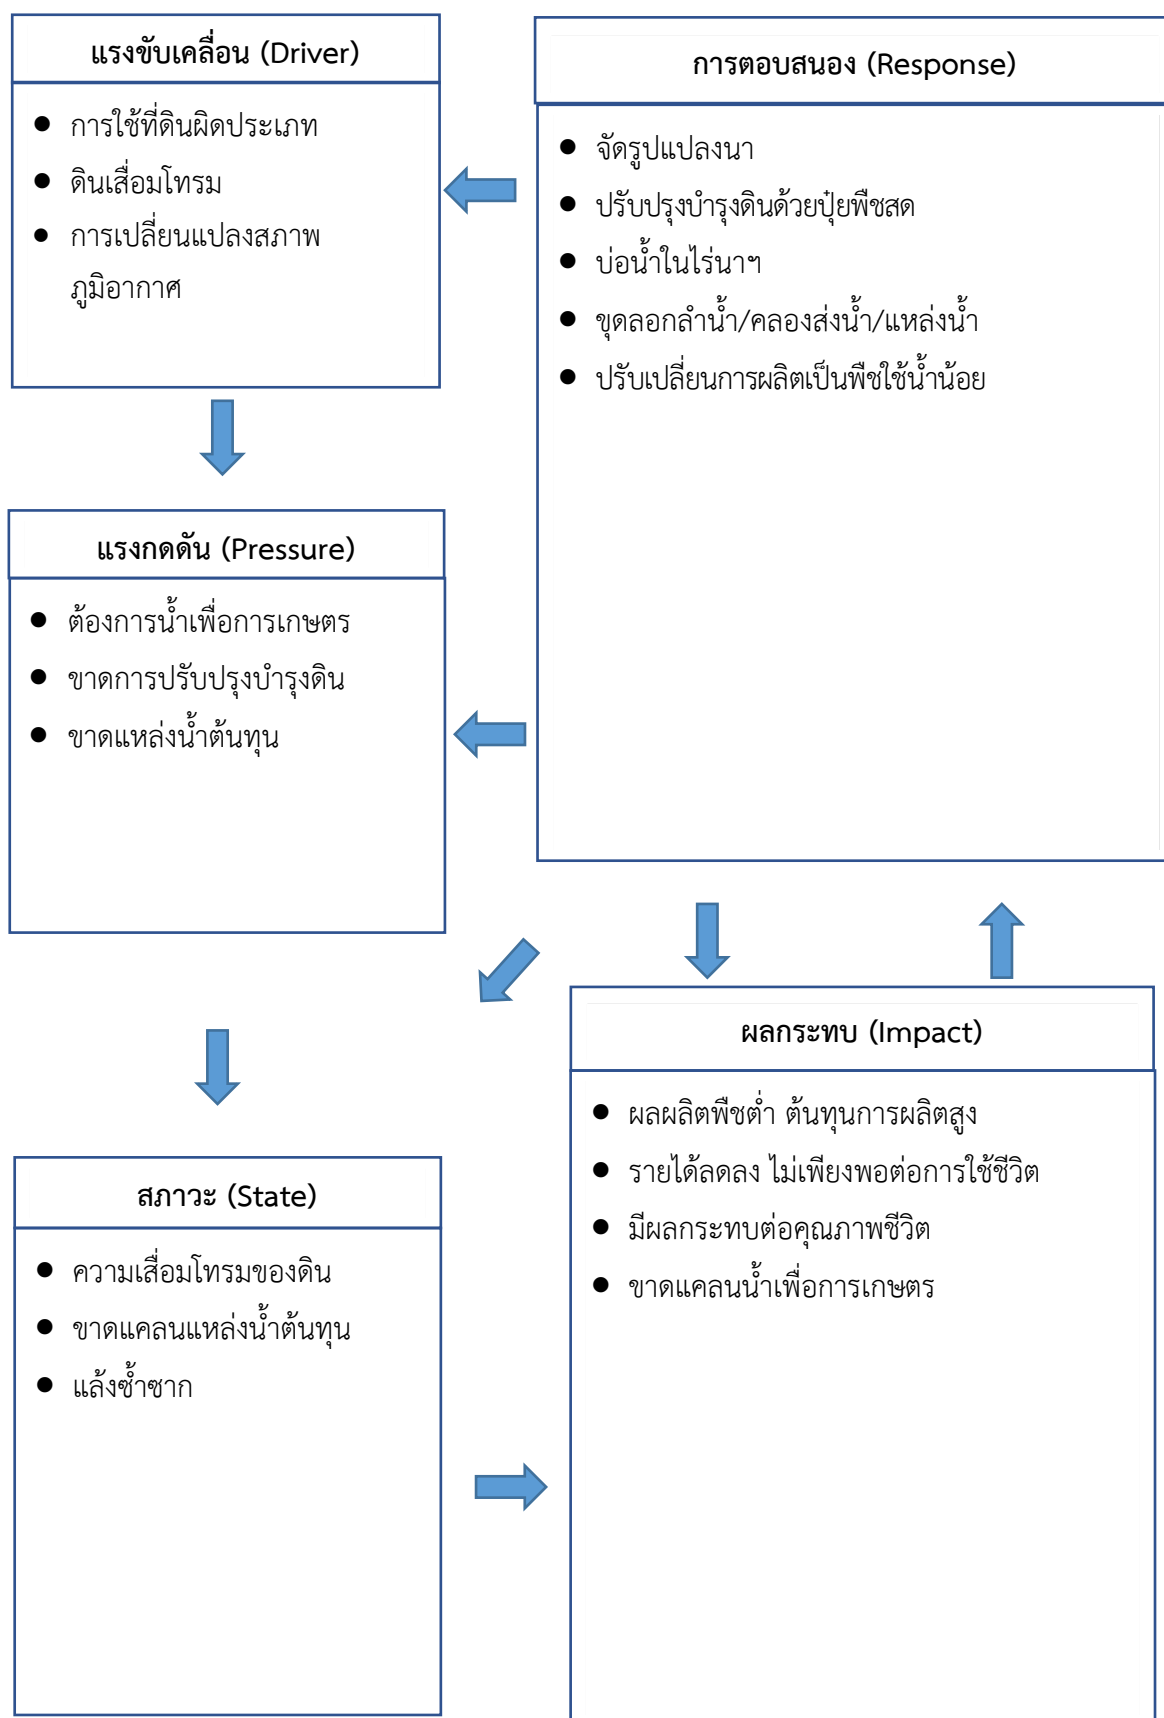 แรงขับเคลื่อน (Driver)
● การใช้ที่ดินผิดประเภท
● ดินเสื่อมโทรม
● การเปลี่ยนแปลงสภาพ
ภูมิอากาศ
การตอบสนอง (Response)
● จัดรูปแปลงนา
● ปรับปรุงบำรุงดินด้วยปุ๋ยพืชสด
● บ่อน้ำในไร่นาฯ
● ขุดลอกลำน้ำ/คลองส่งน้ำ/แหล่งน้ำ
● ปรับเปลี่ยนการผลิตเป็นพืชใช้น้ำน้อย
แรงกดดัน (Pressure)
● ต้องการน้ำเพื่อการเกษตร
● ขาดการปรับปรุงบำรุงดิน
● ขาดแหล่งน้ำต้นทุน
สภาวะ (State)
● ความเสื่อมโทรมของดิน
● ขาดแคลนแหล่งน้ำต้นทุน
● แล้งซ้ำซาก
ผลกระทบ (Impact)
● ผลผลิตพืชต่ำ ต้นทุนการผลิตสูง
● รายได้ลดลง ไม่เพียงพอต่อการใช้ชีวิต
● มีผลกระทบต่อคุณภาพชีวิต
● ขาดแคลนน้ำเพื่อการเกษตร